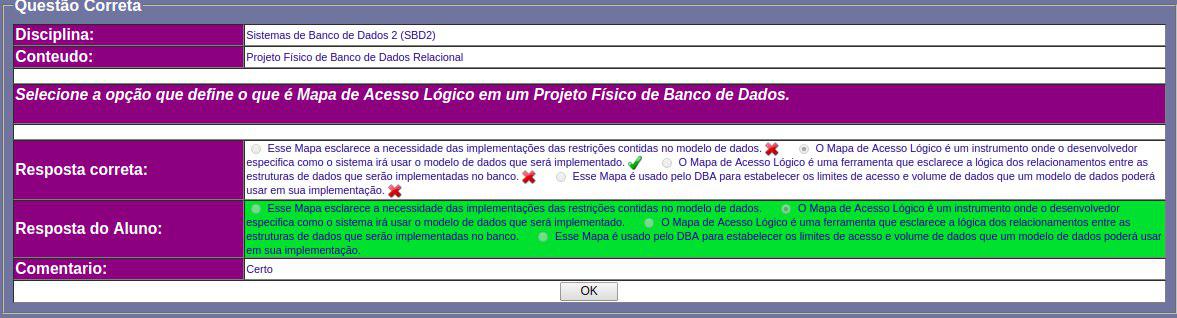 Questão Correta
Disciplina:
Sistemas de Banco de Dados 2 (SBD2)
Conteudo:
Projeto Físico de Banco de Dados Relacional
Selecione a opção que define o que é Mapa de Acesso Lógico em um Projeto Físico de Banco de Dados.
Resposta correta:
Esse Mapa esclarece a necessidade das implementações das restrições contidas no modelo de dados. O Mapa de Acesso Lógico é um instrumento onde o desenvolvedor
especifica como o sistema irá usar o modelo de dados que será implementado. O Mapa de Acesso Lógico é uma ferramenta que esclarece a lógica dos relacionamentos entre as
estruturas de dados que serão implementadas no banco. Esse Mapa é usado pelo DBA para estabelecer os limites de acesso e volume de dados que um modelo de dados poderá
usar em sua implementação.
Resposta do Aluno:
Esse Mapa esclarece a necessidade das implementações das restrições contidas no modelo de dados. O Mapa de Acesso Lógico é um instrumento onde o desenvolvedor
especifica como o sistema irá usar o modelo de dados que será implementado. O Mapa de Acesso Lógico é uma ferramenta que esclarece a lógica dos relacionamentos entre as
estruturas de dados que serão implementadas no banco. Esse Mapa é usado pelo DBA para estabelecer os limites de acesso e volume de dados que um modelo de dados poderá usar
em sua implementação.
Comentario:
Certo
OK